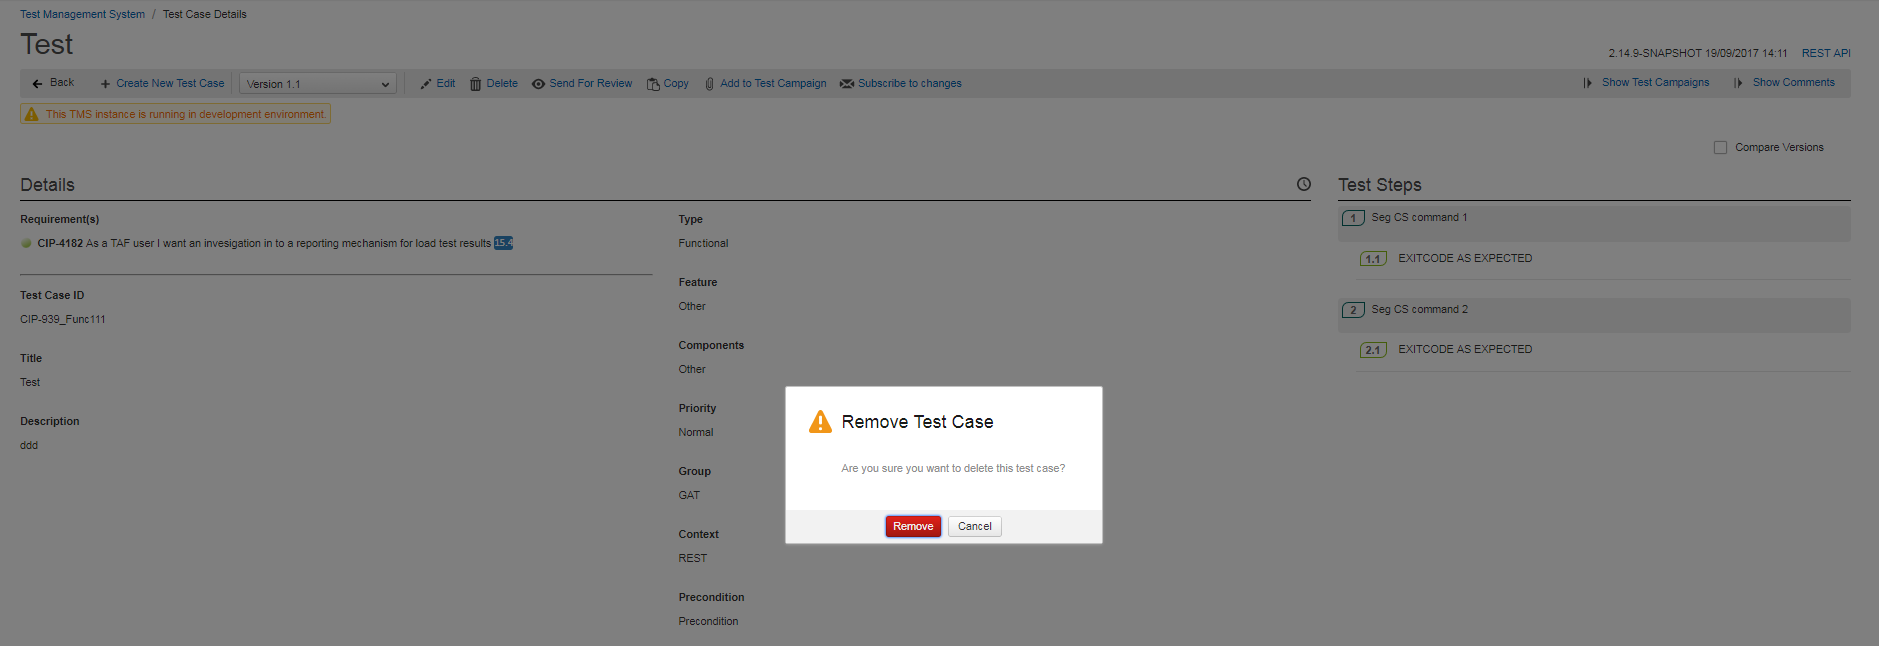 Test Management System / Test Case Details
Test
2.14.9-SNAPSHOT 19/09/2017 14:11 REST API
Back Create New Test Case Version 1.1 Edit Delete Send For Review Copy Add to Test Campaign Subscribe to changes Show Test Campaigns Show Comments
This TMS instance is running in development environment.
Compare Versions
Details
Requirement(s)
CIP-4182 As a TAF user I want an invesigation in to a reporting mechanism for load test results 15.4
Test Case ID
CIP-939_Func111
Title
Test
Description
ddd
Type
Functional
Feature
Other
Components
Other
Priority
Normal
Group
GAT
Context
REST
Precondition
Precondition
Test Steps
1 Seg CS command 1
1.1 EXITCODE AS EXPECTED
2 Seg CS command 2
2.1 EXITCODE AS EXPECTED
Remove Test Case
Are you sure you want to delete this test case?
Remove Cancel